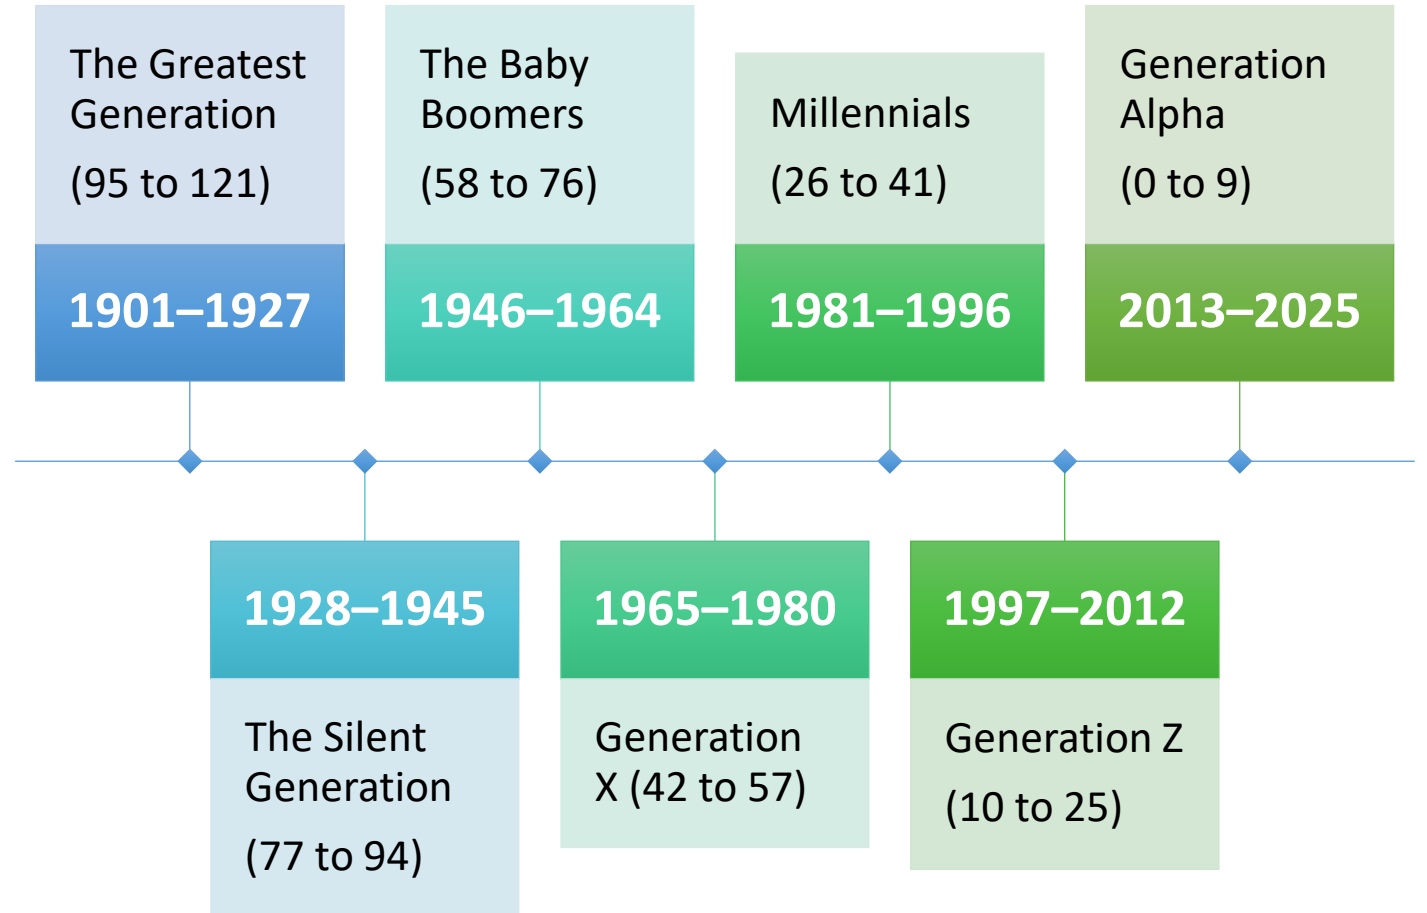 The Greatest
Generation
(95 to 121)
1901–1927
1928–1945
The Silent
Generation
(77 to 94)
The Baby
Boomers
(58 to 76)
1946–1964
1965–1980
Generation
X (42 to 57)
Millennials
(26 to 41)
1981–1996
1997–2012
Generation Z
(10 to 25)
Generation
Alpha
(0 to 9)
2013–2025